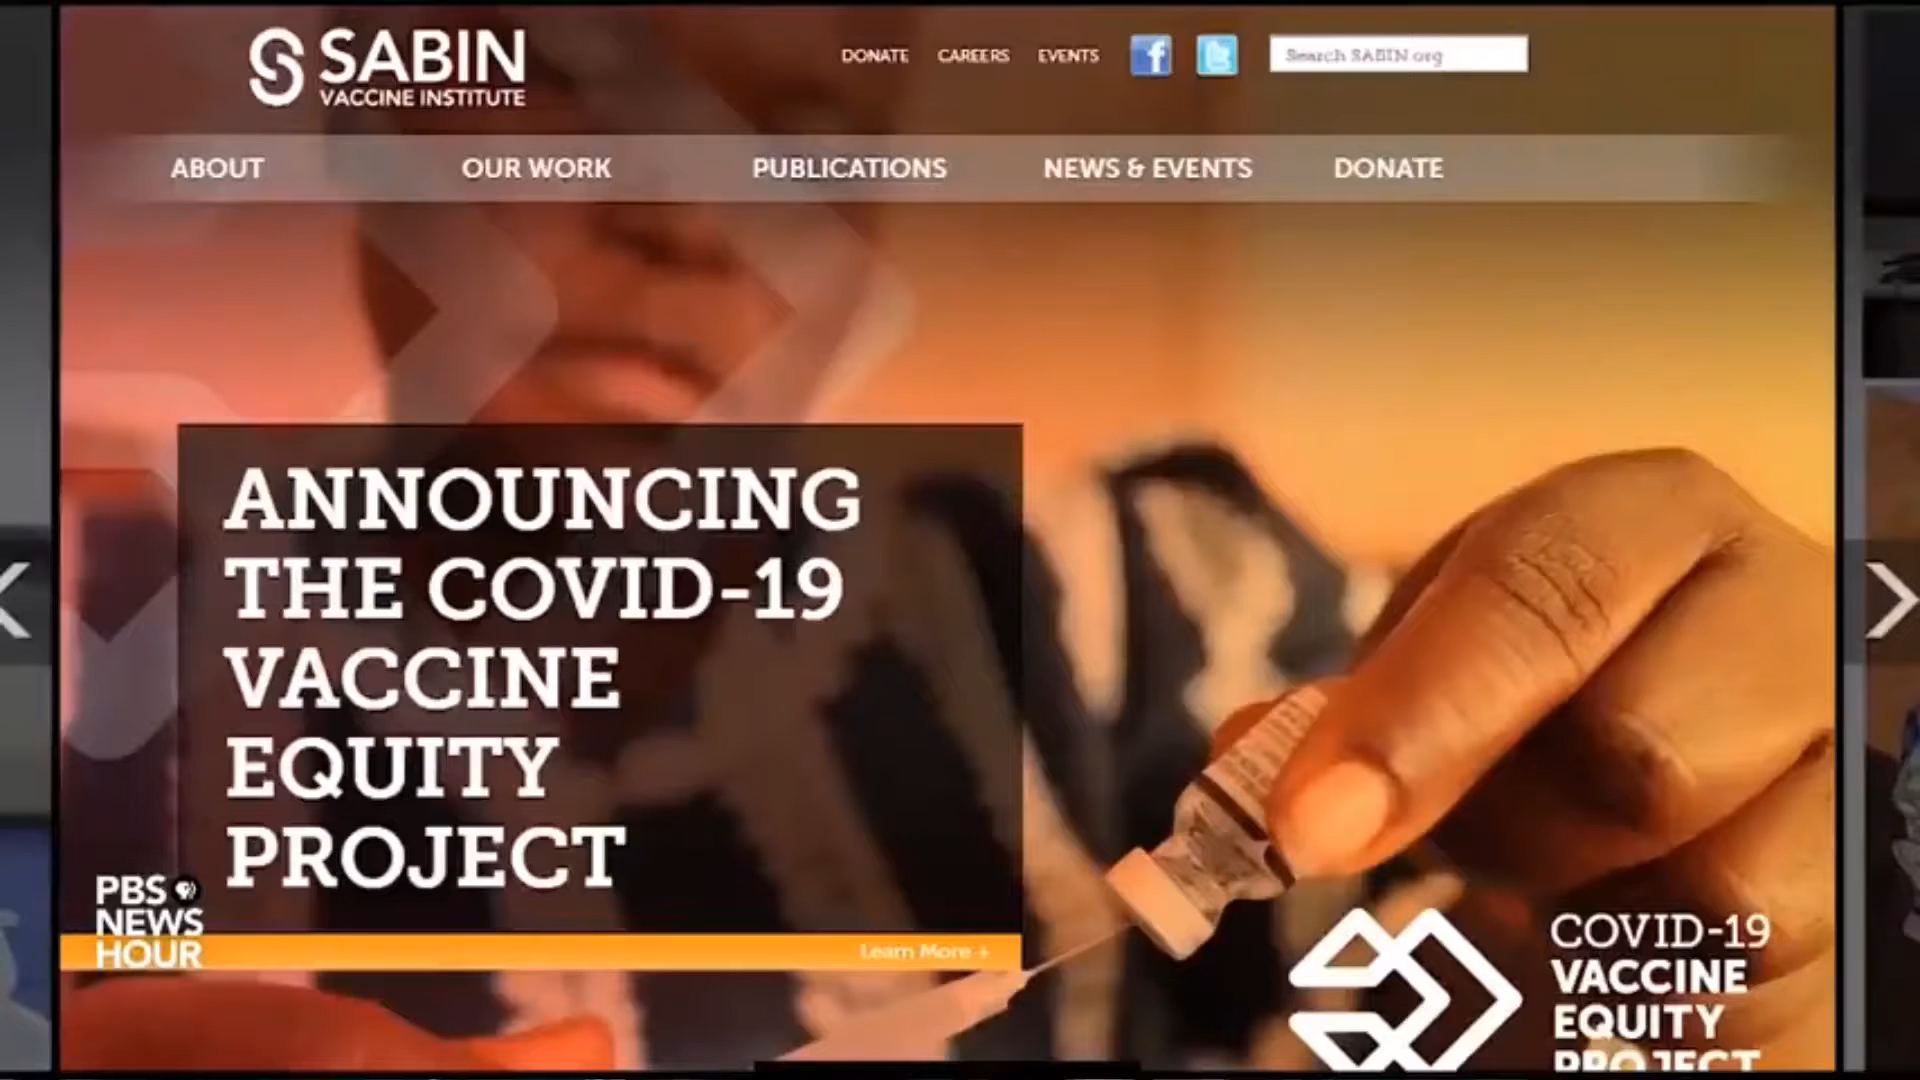 SABIN
VACCINE INSTITUTE
DONATE CAREERS EVENTS
Search SABIN.org
ABOUT OUR WORK PUBLICATIONS NEWS & EVENTS DONATE
ANNOUNCING
THE COVID-19
VACCINE
EQUITY
PROJECT
Learn More +
PBS
NEWS
HOUR
COVID-19
VACCINE
EQUITY
PROJECT